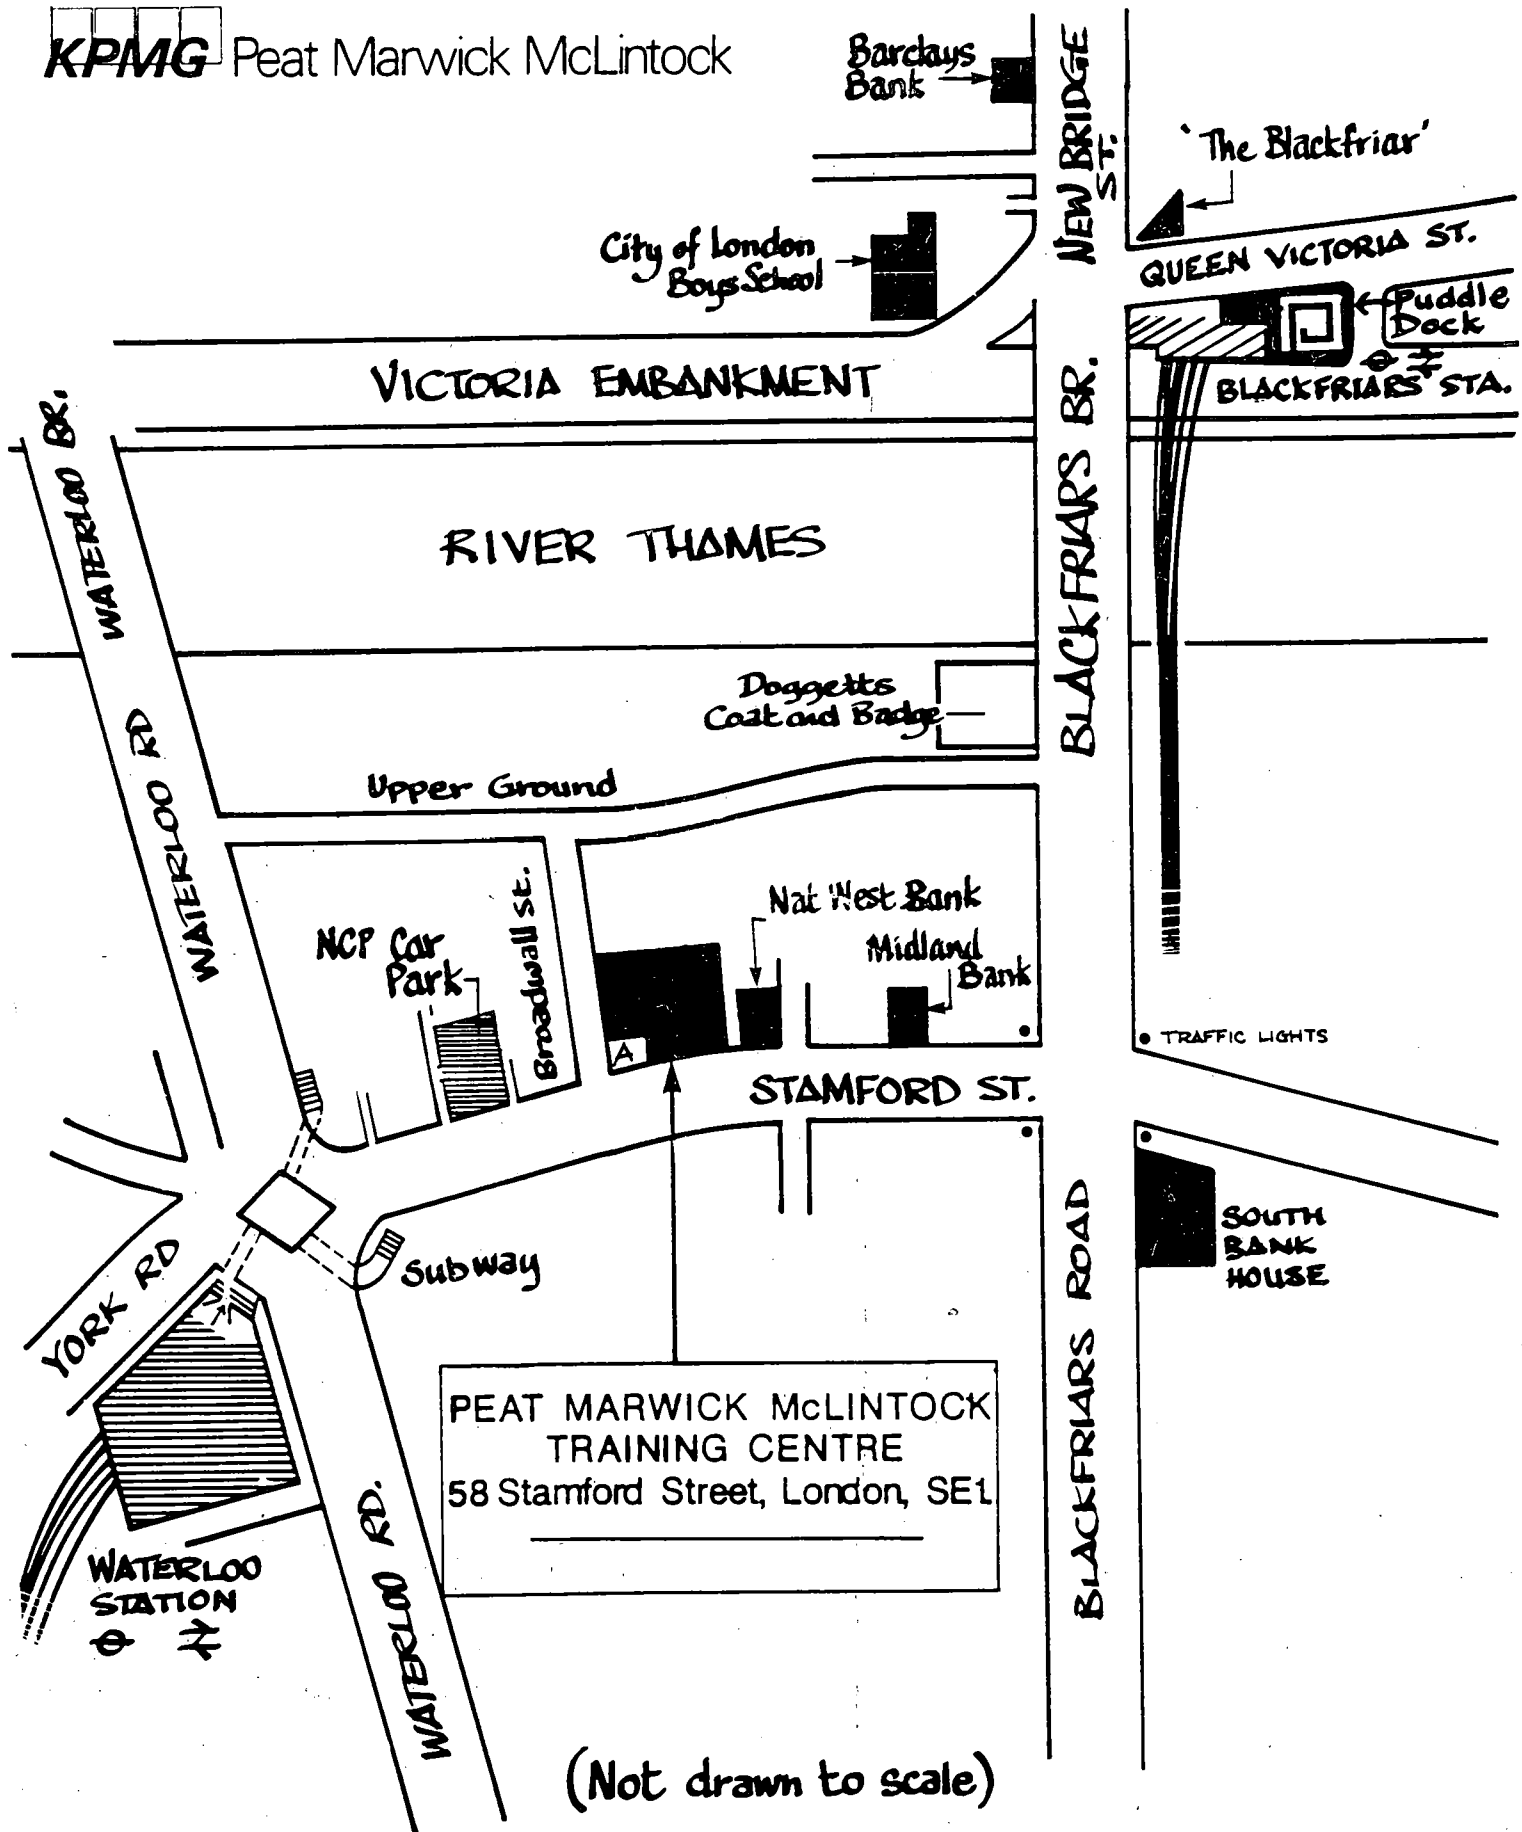 KPMG Peat Marwick McLintock
Barclays
Bank
NEW BRIDGE
ST.
'The Blackfriar'
City of London
Boys School
QUEEN VICTORIA ST.
Puddle
Dock
VICTORIA EMBANKMENT
BLACKFRIARS STA.
WATERLOO BR.
BLACKFRIARS BR.
RIVER THAMES
Doggetts
Coat and Badge
WATERLOO RD
Upper Ground
Nat West Bank
NCP Car
Park
Broadwall St.
Midland
Bank
A
TRAFFIC LIGHTS
STAMFORD ST.
SOUTH
BANK
HOUSE
YORK RD
Subway
BLACKFRIARS ROAD
PEAT MARWICK McLINTOCK
TRAINING CENTRE
58 Stamford Street, London, SE1.
WATERLOO
STATION
WATERLOO RD.
(Not drawn to scale)